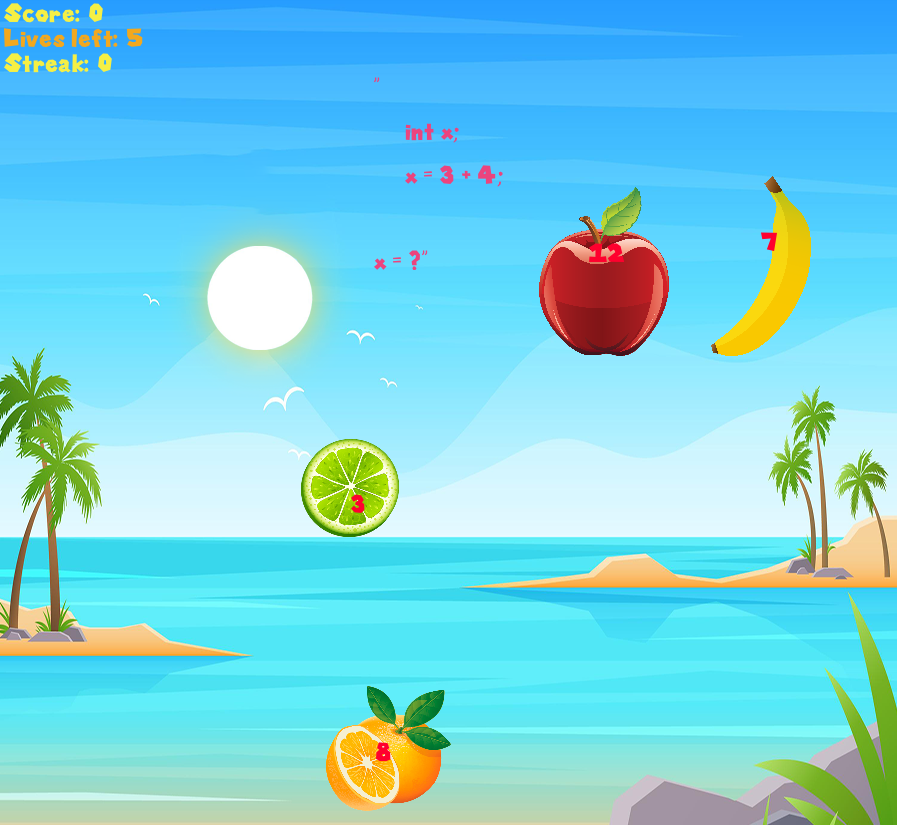 Score: 0
Lives left: 5
Streak: 0
"
int x;
x = 3 + 4;
x = ?"
12
7
3
8